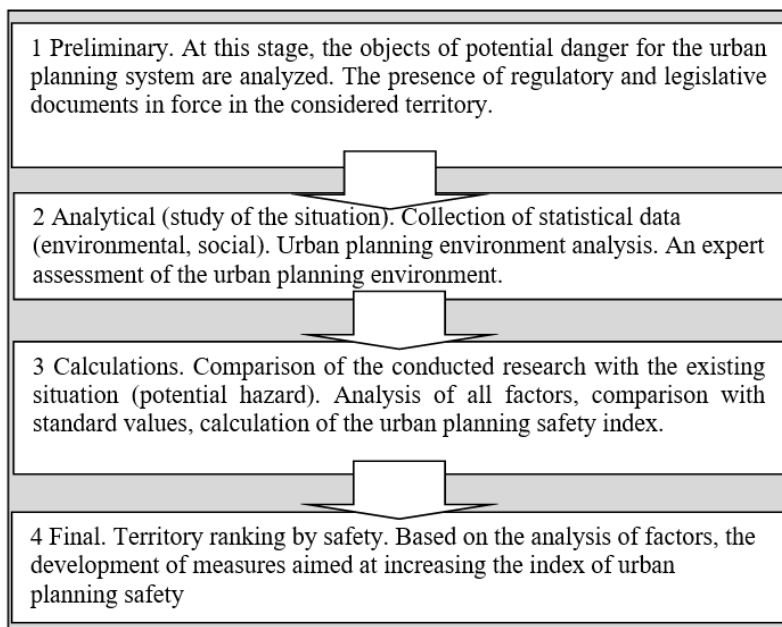 1 Preliminary. At this stage, the objects of potential danger for the urban
planning system are analyzed. The presence of regulatory and legislative
documents in force in the considered territory.
2 Analytical (study of the situation). Collection of statistical data
(environmental, social). Urban planning environment analysis. An expert
assessment of the urban planning environment.
3 Calculations. Comparison of the conducted research with the existing
situation (potential hazard). Analysis of all factors, comparison with
standard values, calculation of the urban planning safety index.
4 Final. Territory ranking by safety. Based on the analysis of factors, the
development of measures aimed at increasing the index of urban
planning safety